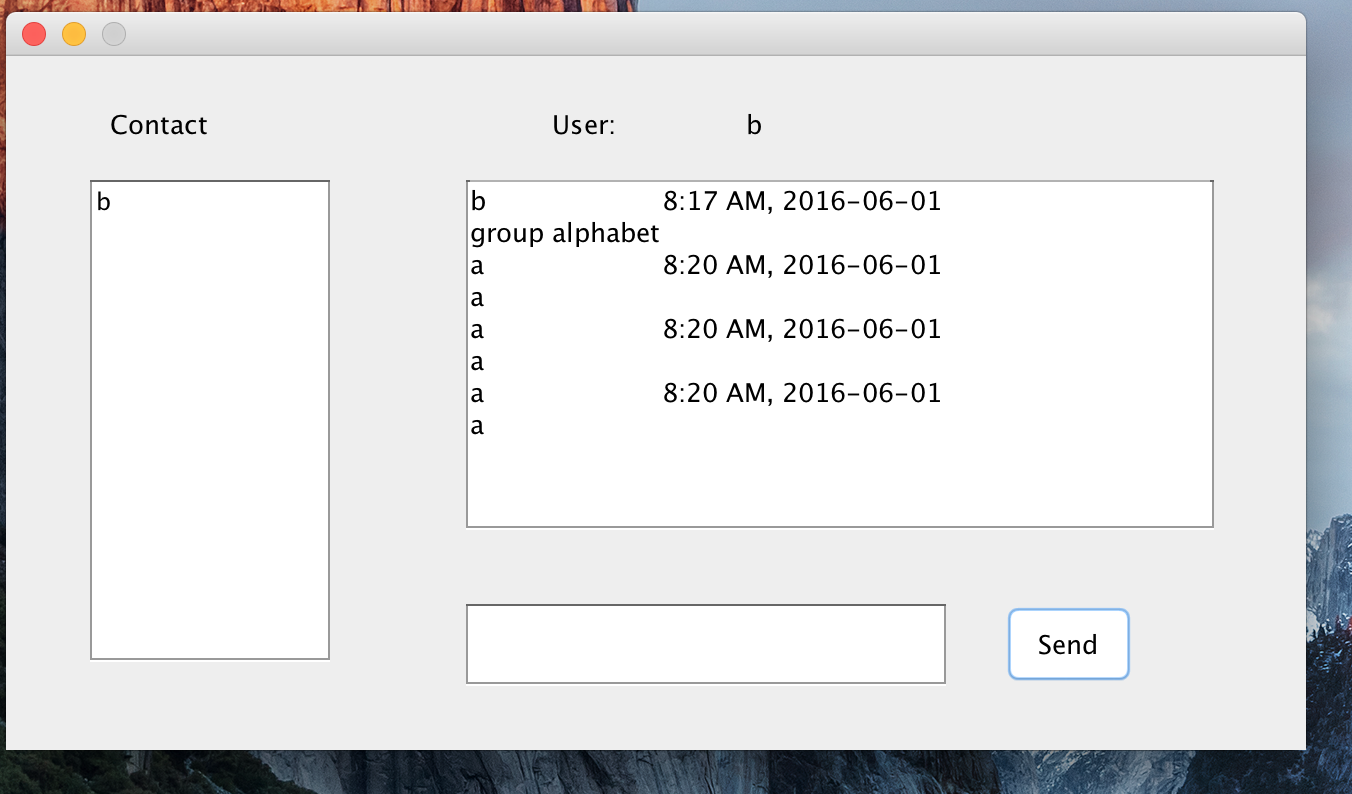 Contact
User: b
b
b 8:17 AM, 2016-06-01
group alphabet
a 8:20 AM, 2016-06-01
a
a 8:20 AM, 2016-06-01
a
a 8:20 AM, 2016-06-01
a
Send